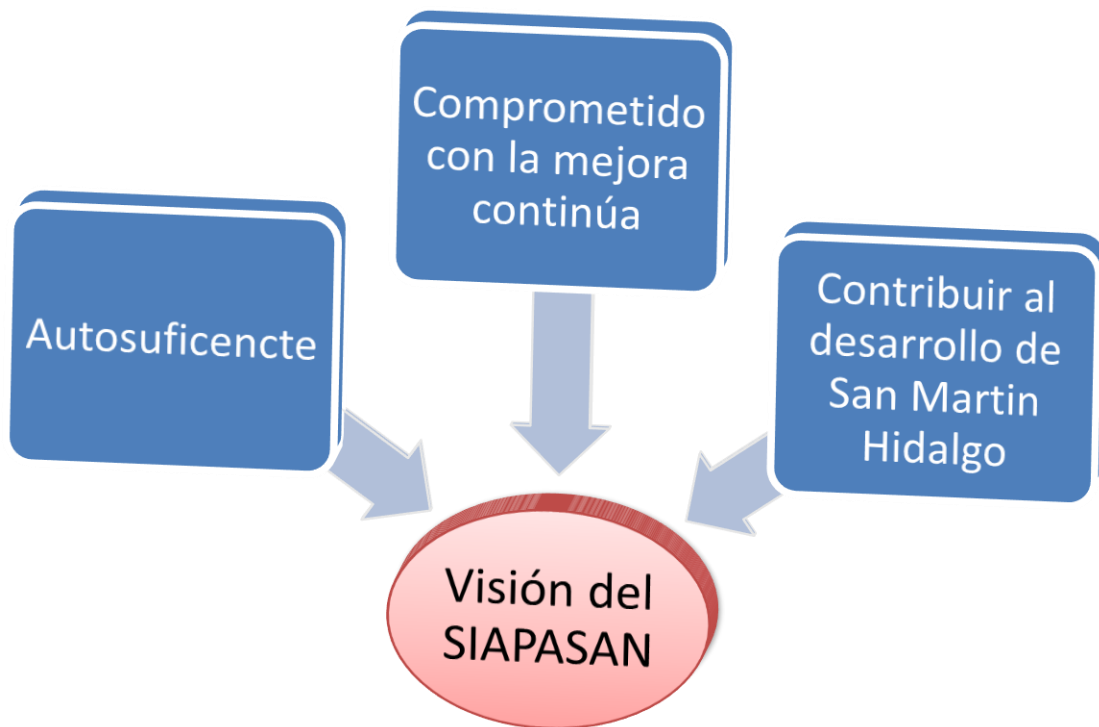 Autosuficencte
Comprometido
con la mejora
continúa
Contribuir al
desarrollo de
San Martin
Hidalgo
Visión del
SIAPASAN